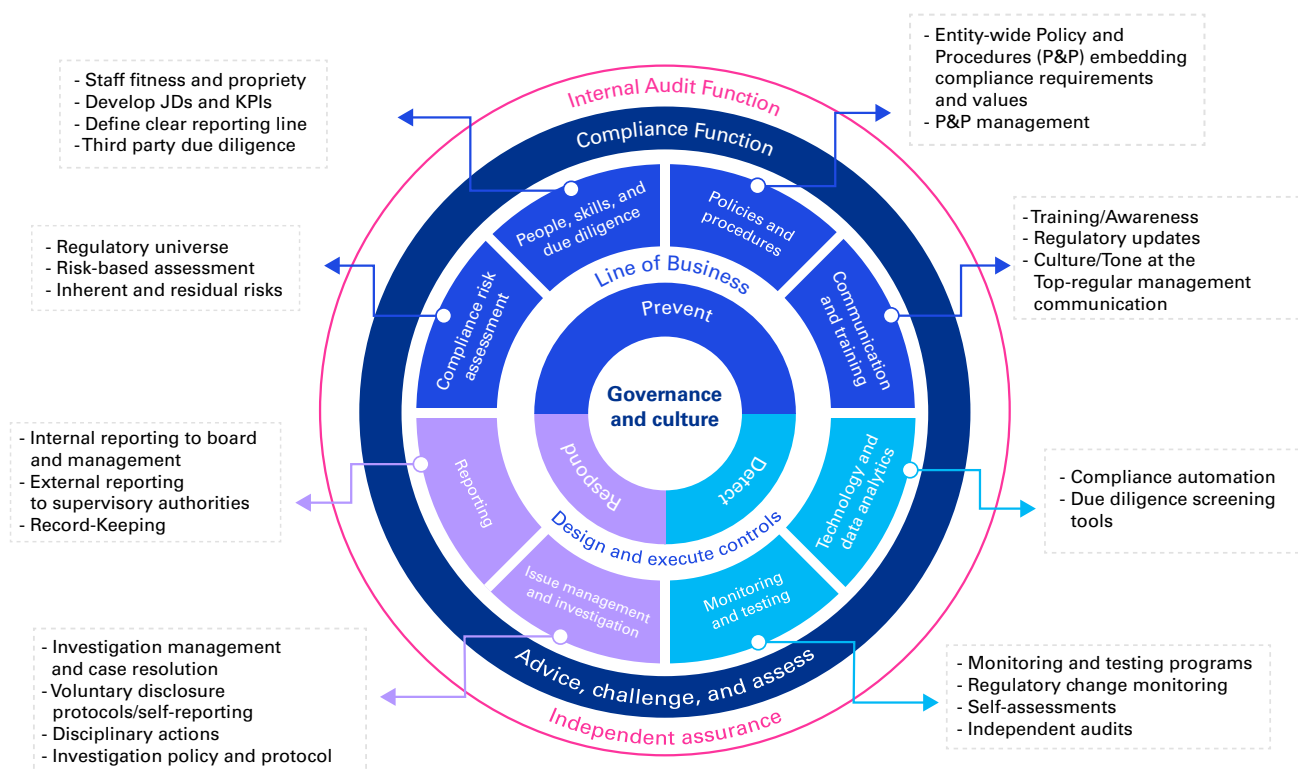 - Staff fitness and propriety
- Develop JDs and KPIs
- Define clear reporting line
-Third party due diligence
- Entity-wide Policy and
Procedures (P&P) embedding
compliance requirements
and values
- P&P management
- Regulatory universe
- Risk-based assessment
- Inherent and residual risks
-Training/Awareness
- Regulatory updates
- Culture/Tone at the
Top-regular management
communication
- Internal reporting to board
and management
- External reporting
to supervisory authorities
- Record-Keeping
- Compliance automation
- Due diligence screening
tools
- Investigation management
and case resolution
-Voluntary disclosure
protocols/self-reporting
- Disciplinary actions
- Investigation policy and protocol
- Monitoring and testing programs
- Regulatory change monitoring
- Self-assessments
- Independent audits
Internal Audit Function
Compliance Function
People, skills, and
due diligence
Policies and
procedures
Compliance risk
assessment
Communication
and training
Line of Business
Prevent
Governance
and culture
Respond
Detect
Reporting
Technology and
data analytics
Design and execute controls
Issue management
and investigation
Monitoring
and testing
Advice, challenge, and assess
Independent assurance